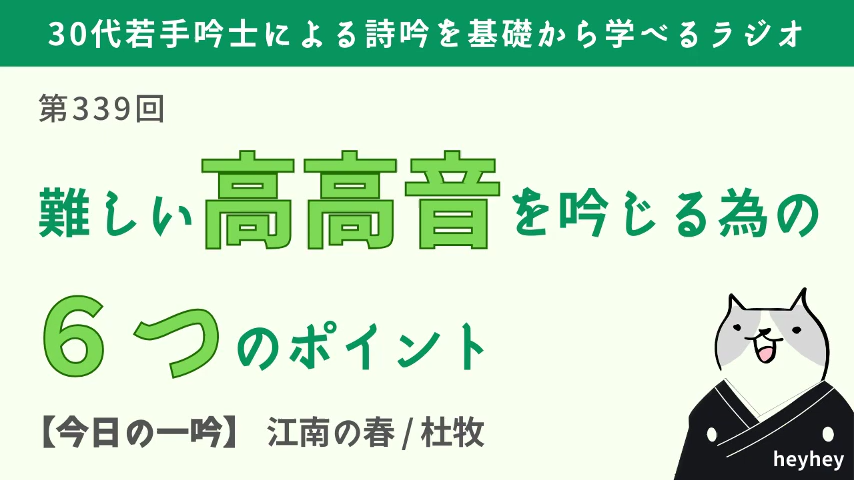 30代若手吟士による詩吟を基礎から学べるラジオ
第339回
難しい高高音を吟じる為の
6つのポイント
【今日の一吟】 江南の春 / 杜牧
heyhey